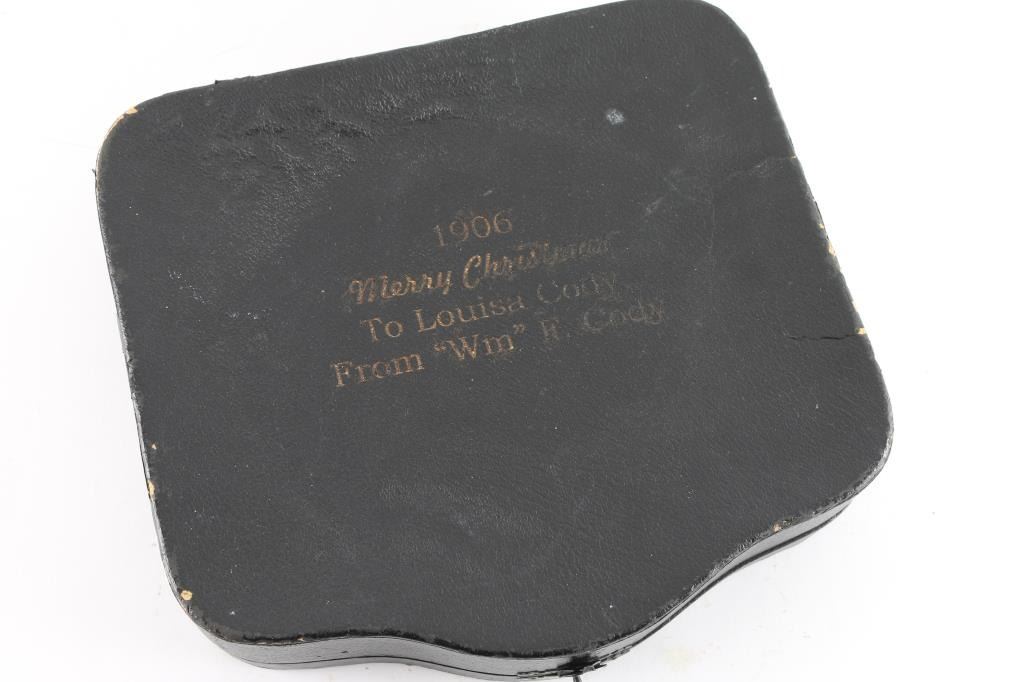 1906
Merry Christmas
To Louisa Cody
From "Wm" F. Cody